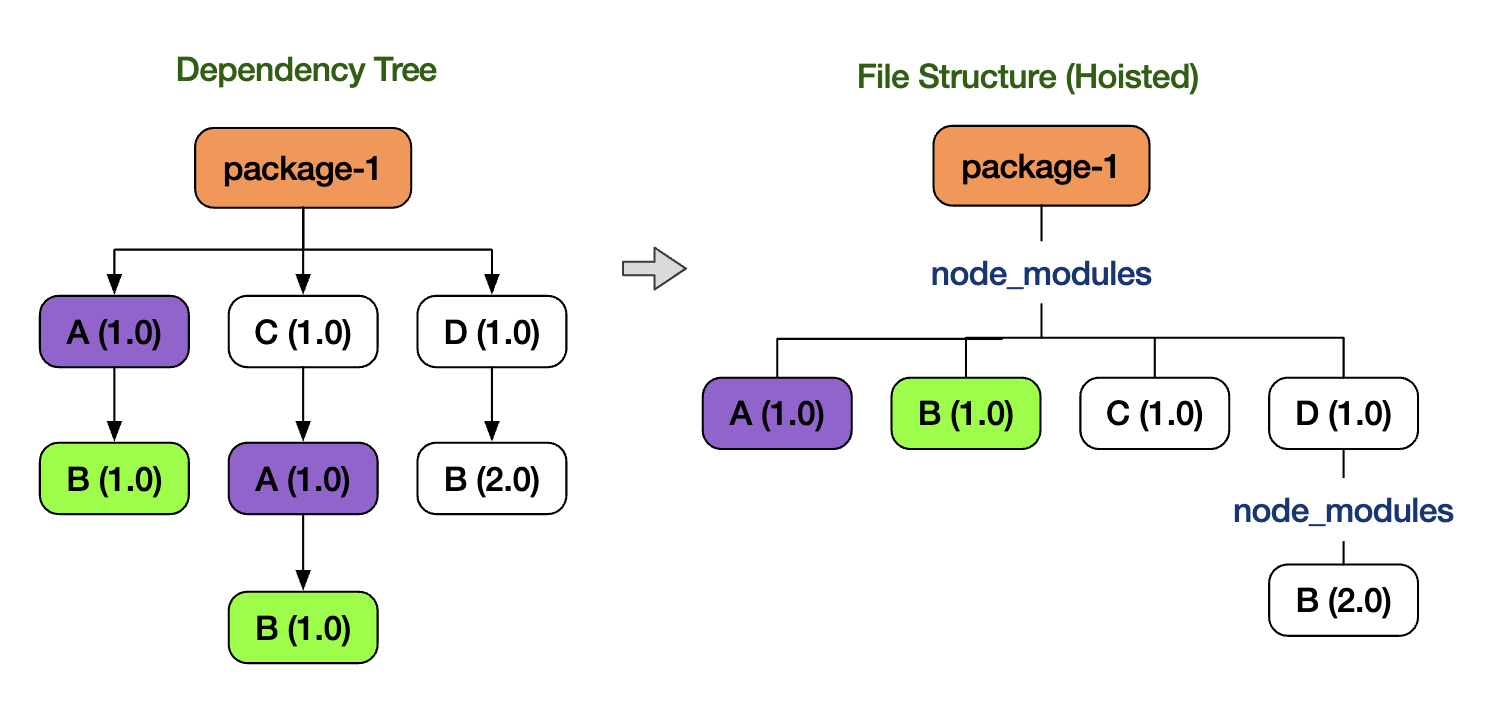 Dependency Tree
package-1
A (1.0)
C (1.0)
D (1.0)
B (1.0)
A (1.0)
B (2.0)
B (1.0)
File Structure (Hoisted)
package-1
node_modules
A (1.0)
B (1.0)
C (1.0)
D (1.0)
node_modules
B (2.0)